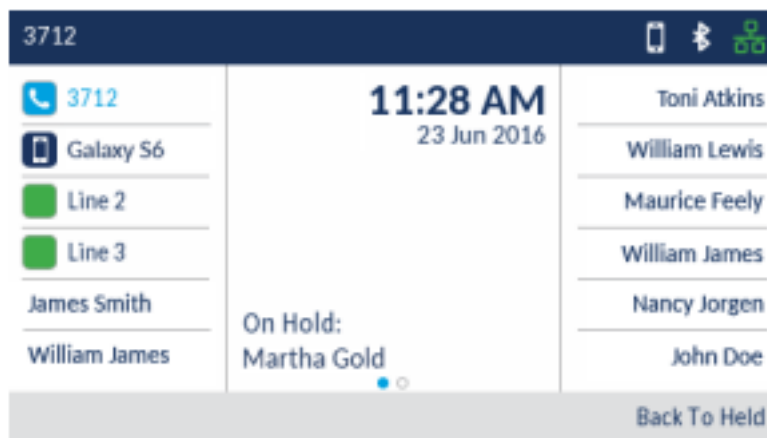 3712
3712
Galaxy S6
Line 2
Line 3
James Smith
William James
11:28 AM
23 Jun 2016
On Hold:
Martha Gold
Toni Atkins
William Lewis
Maurice Feely
William James
Nancy Jorgen
John Doe
Back To Held